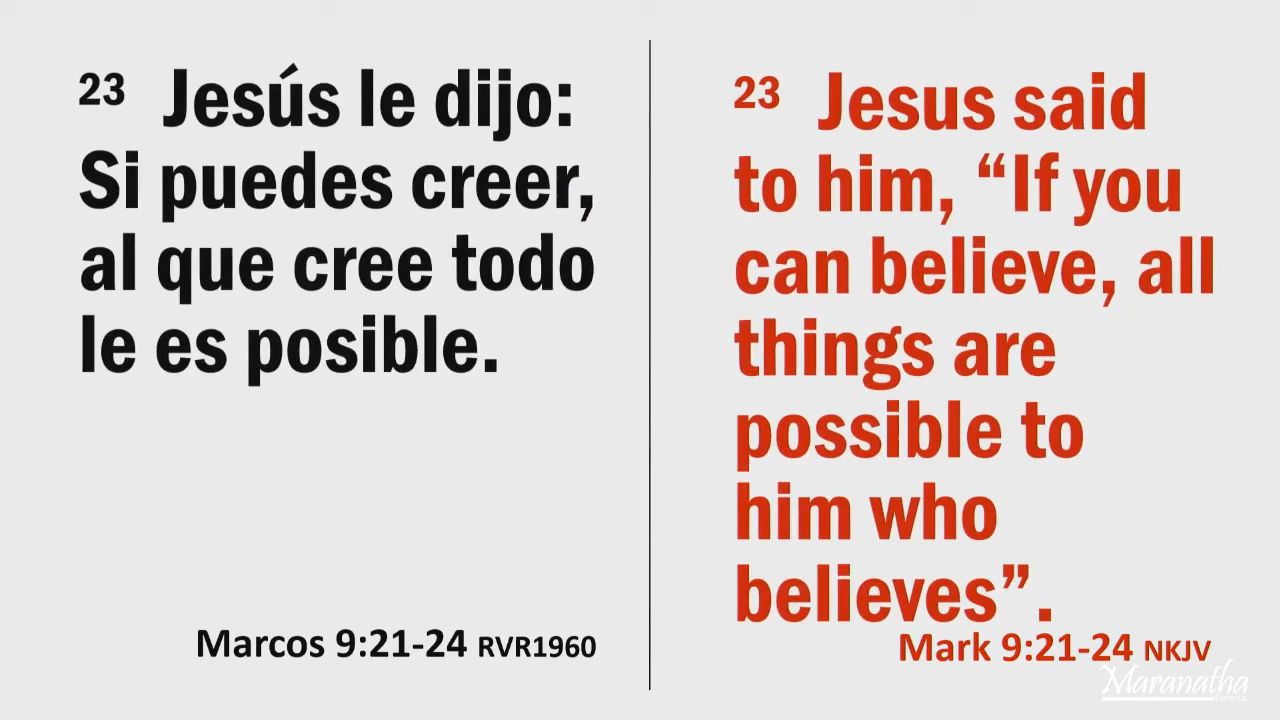 23 Jesús le dijo:
Si puedes creer,
al que cree todo
le es posible.
Marcos 9:21-24 RVR1960
23 Jesus said
to him, “If you
can believe, all
things are
possible to
him who
believes”.
Mark 9:21-24 NKJV
Maranatha